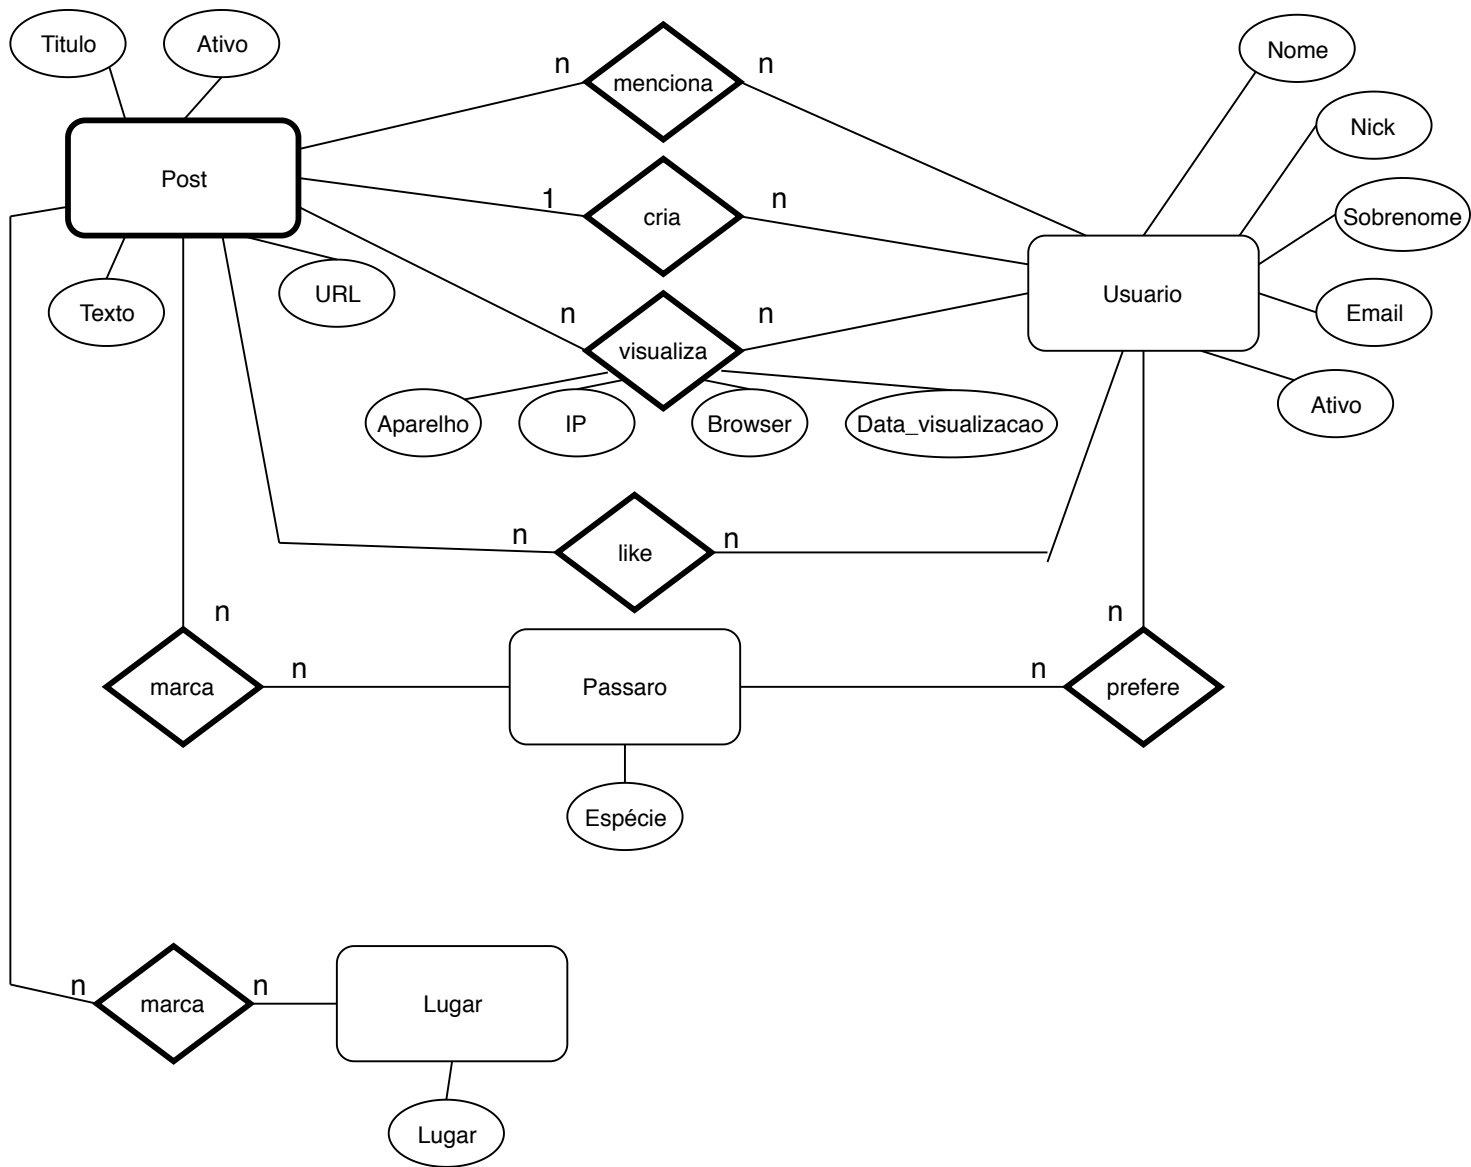 Titulo
Ativo
n
menciona
n
Nome
Nick
Post
1
cria
n
Sobrenome
Texto
URL
n
visualiza
n
Usuario
Email
Aparelho
IP
Browser
Data_visualizacao
Ativo
n
like
n
n
n
marca
n
Passaro
n
prefere
Espécie
n
marca
n
Lugar
Lugar